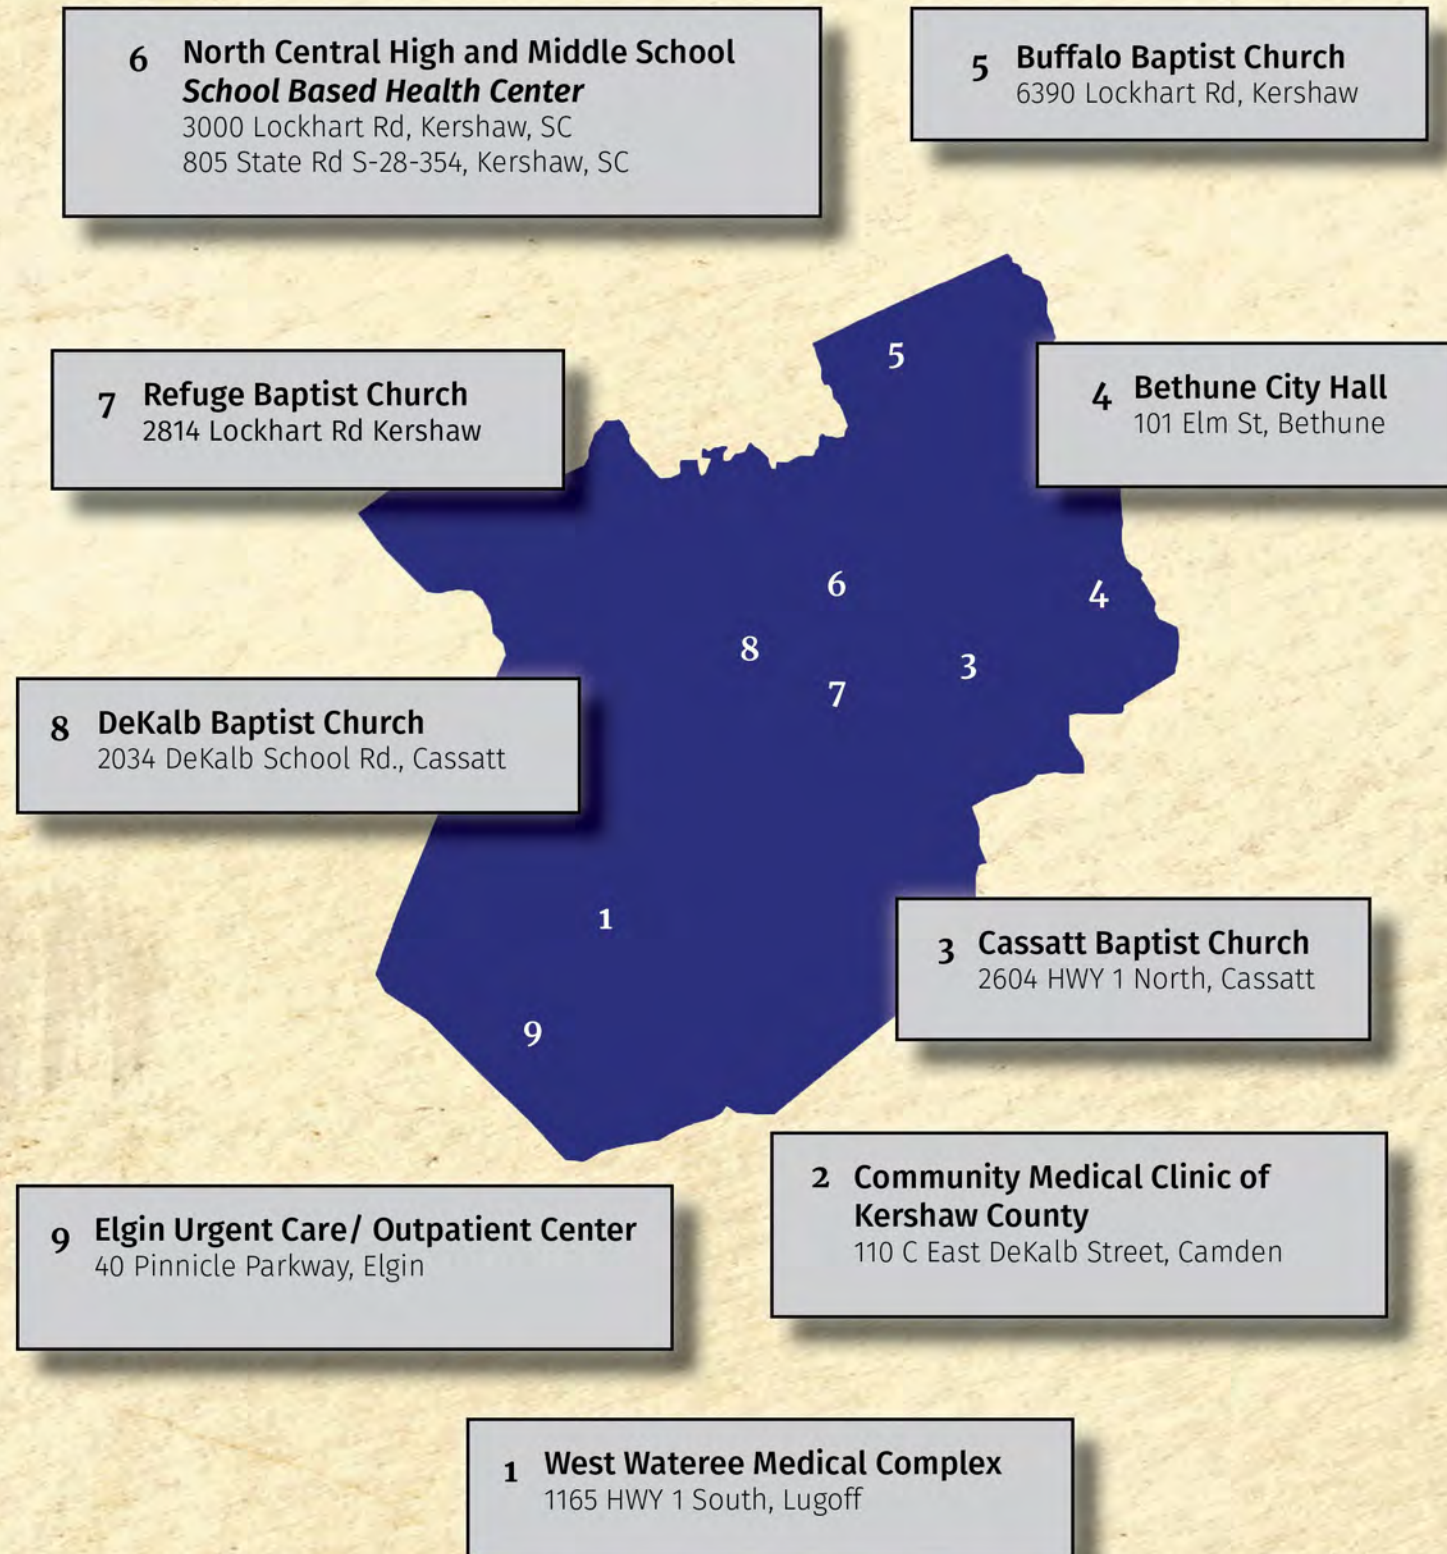 6 North Central High and Middle School
School Based Health Center
3000 Lockhart Rd, Kershaw, SC
805 State Rd S-28-354, Kershaw, SC
5 Buffalo Baptist Church
6390 Lockhart Rd, Kershaw
7 Refuge Baptist Church
2814 Lockhart Rd Kershaw
4 Bethune City Hall
101 Elm St, Bethune
8 DeKalb Baptist Church
2034 DeKalb School Rd., Cassatt
5
6
4
8
3
7
1
9
3 Cassatt Baptist Church
2604 HWY 1 North, Cassatt
2 Community Medical Clinic of
Kershaw County
110 C East DeKalb Street, Camden
9 Elgin Urgent Care/ Outpatient Center
40 Pinnicle Parkway, Elgin
1 West Wateree Medical Complex
1165 HWY 1 South, Lugoff